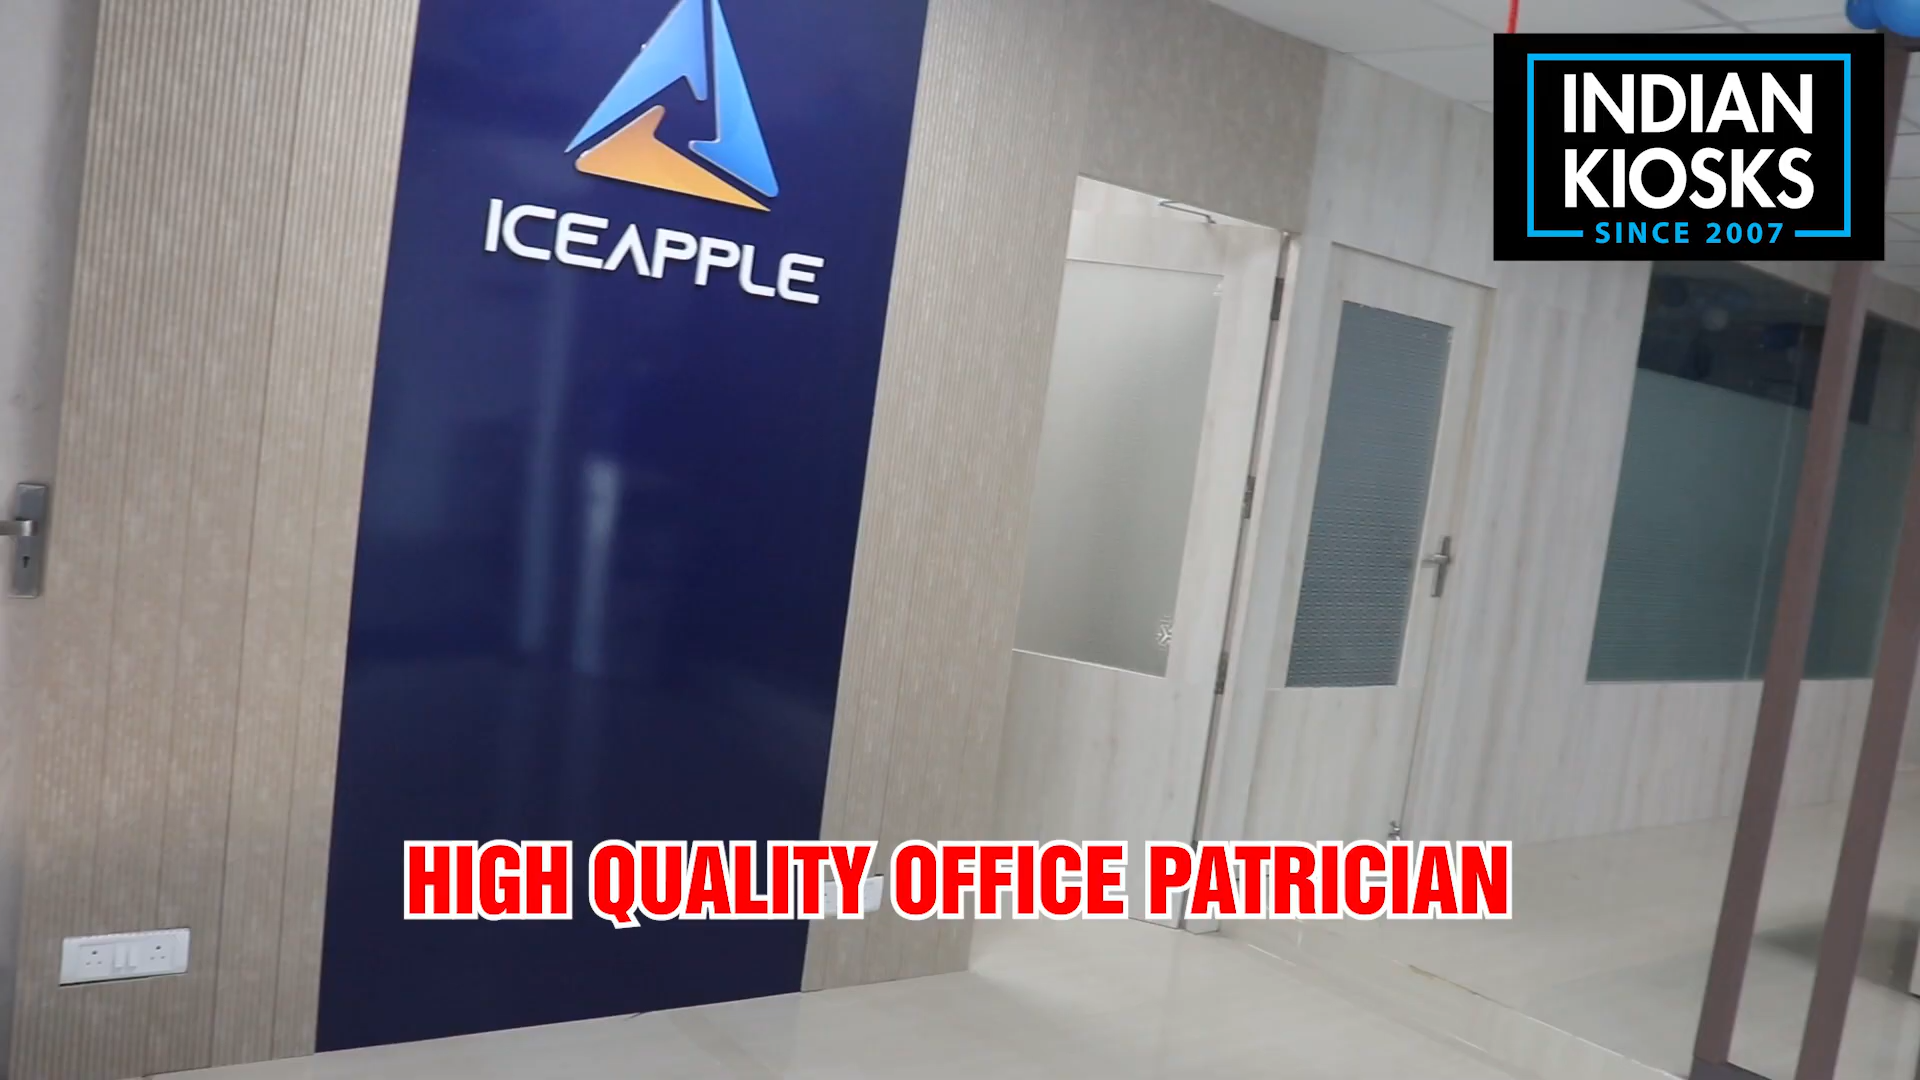 INDIAN
KIOSKS
SINCE 2007
ICEAPPLE
HIGH QUALITY OFFICE PATRICIAN